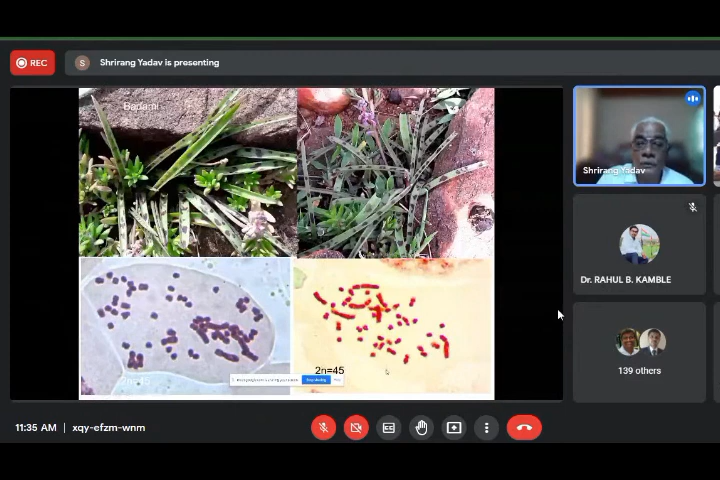 REC
S
Shrirang Yadav is presenting
Badami
Shrirang Yadav
Dr. RAHUL B. KAMBLE
2n=45
139 others
11:35 AM | xqy-efzm-wnm
CC